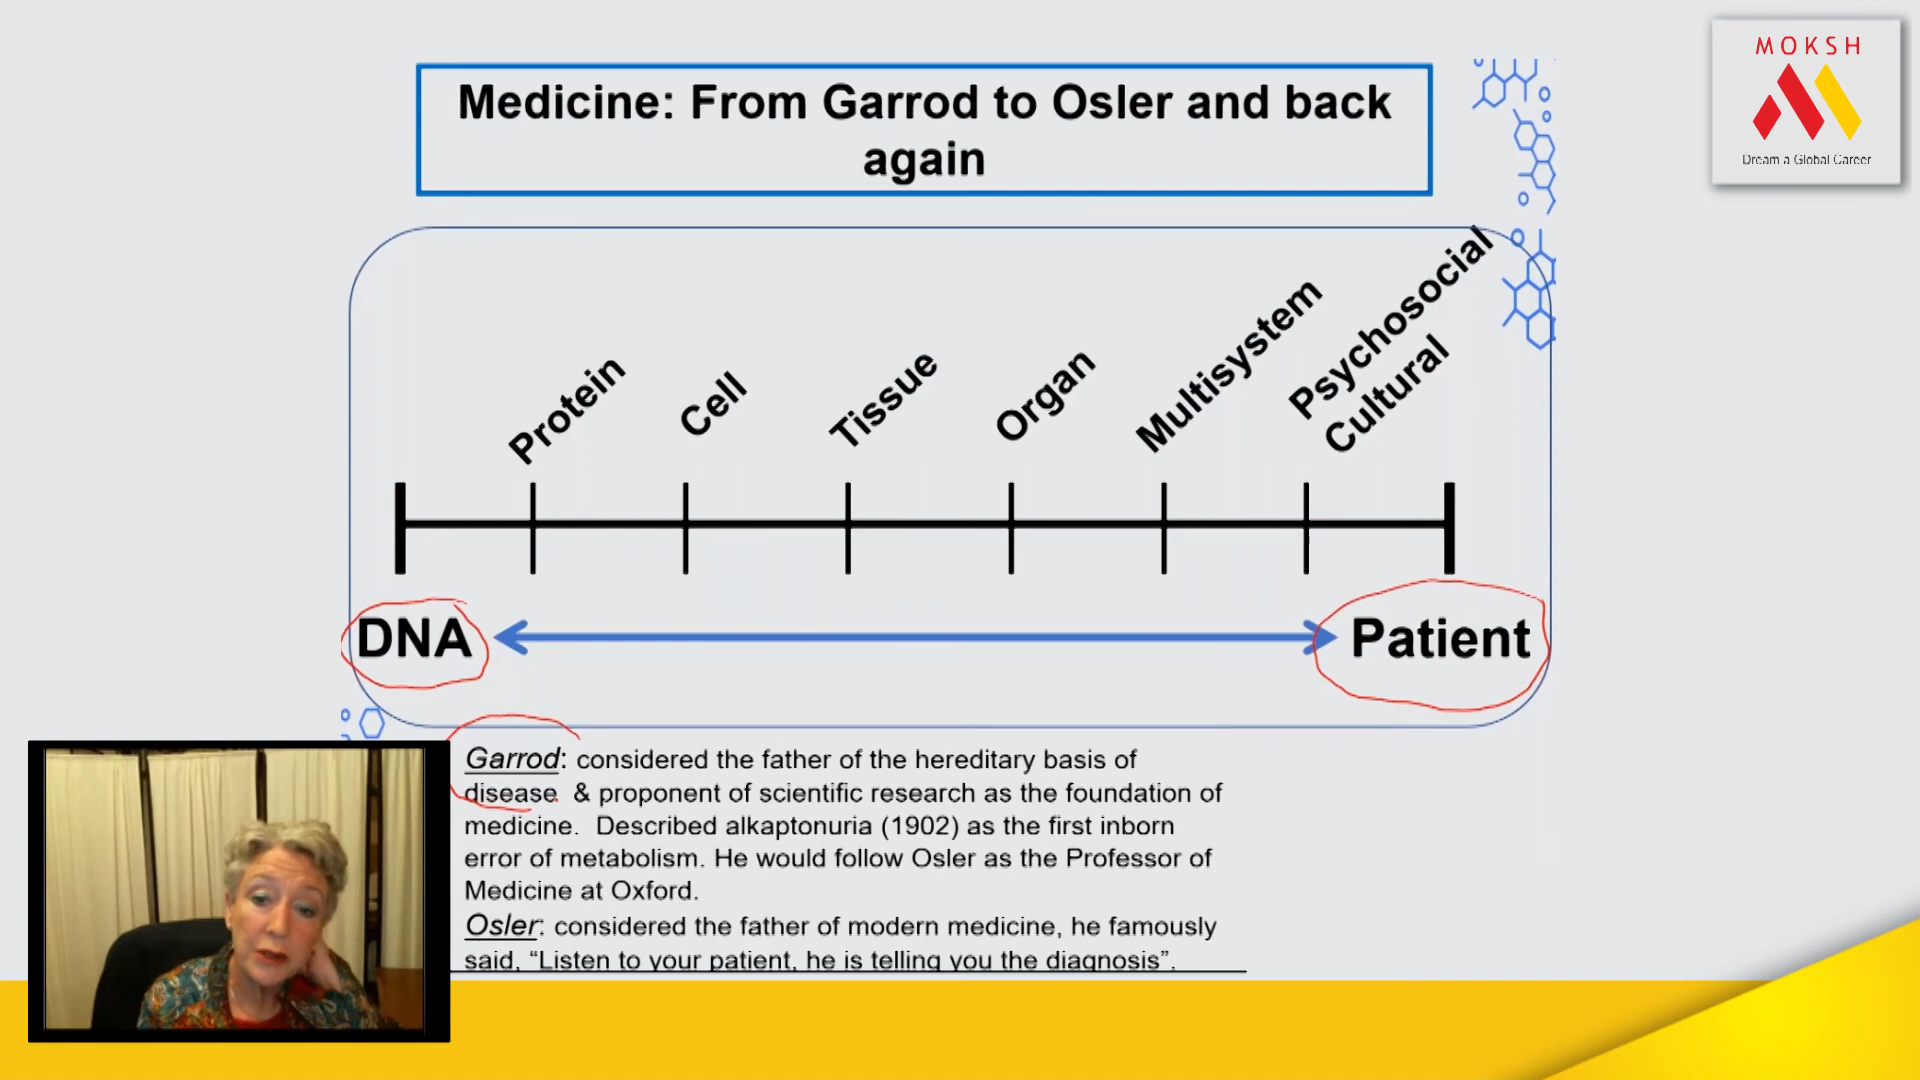 MOKSH
Dream a Global Career
Medicine: From Garrod to Osler and back
again
Protein
Cell
Tissue
Organ
Multisystem
Psychosocial
Cultural
DNA
Patient
Garrod: considered the father of the hereditary basis of
disease & proponent of scientific research as the foundation of
medicine. Described alkaptonuria (1902) as the first inborn
error of metabolism. He would follow Osler as the Professor of
Medicine at Oxford.
Osler: considered the father of modern medicine, he famously
said, “Listen to your patient, he is telling you the diagnosis”.